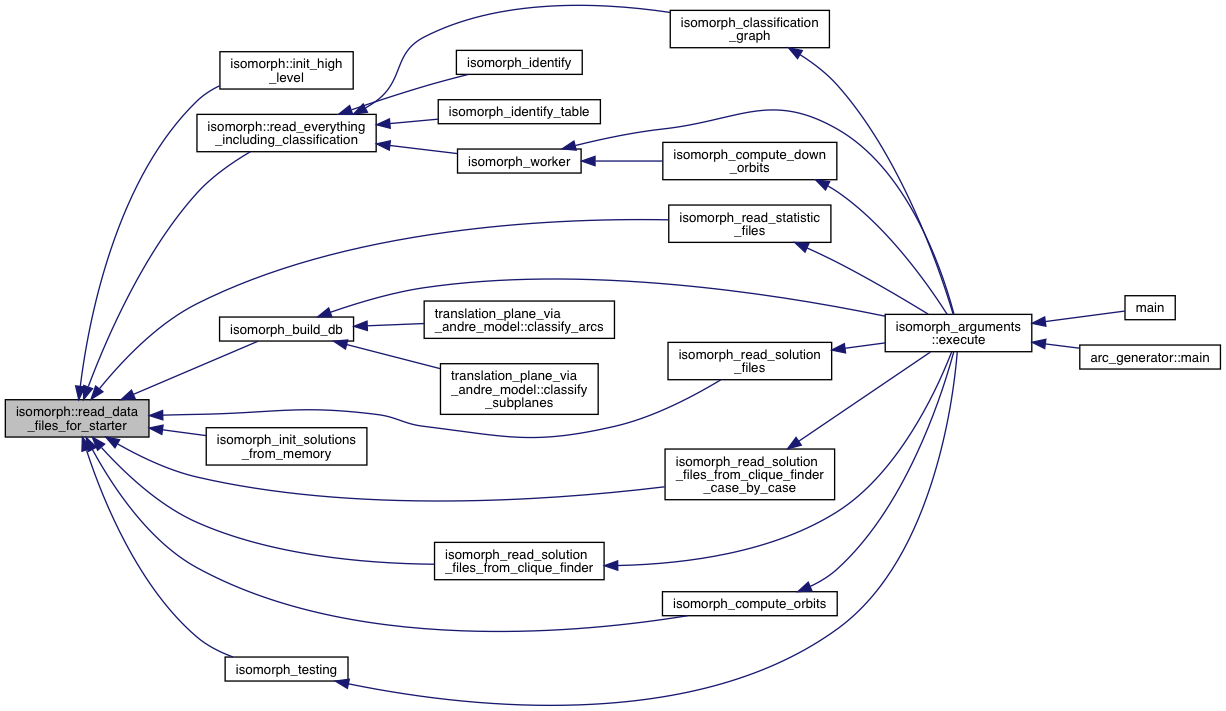 isomorph_classification
_graph
isomorph::init_high
_level
isomorph_identify
isomorph_identify_table
isomorph::read_everything
_including_classification
isomorph_worker
isomorph_compute_down
_orbits
isomorph_read_statistic
_files
isomorph_build_db
translation_plane_via
_andre_model::classify_arcs
isomorph_arguments
::execute
main
arc_generator::main
isomorph_read_solution
_files
translation_plane_via
_andre_model::classify
_subplanes
isomorph::read_data
_files_for_starter
isomorph_init_solutions
_from_memory
isomorph_read_solution
_files_from_clique_finder
_case_by_case
isomorph_read_solution
_files_from_clique_finder
isomorph_compute_orbits
isomorph_testing